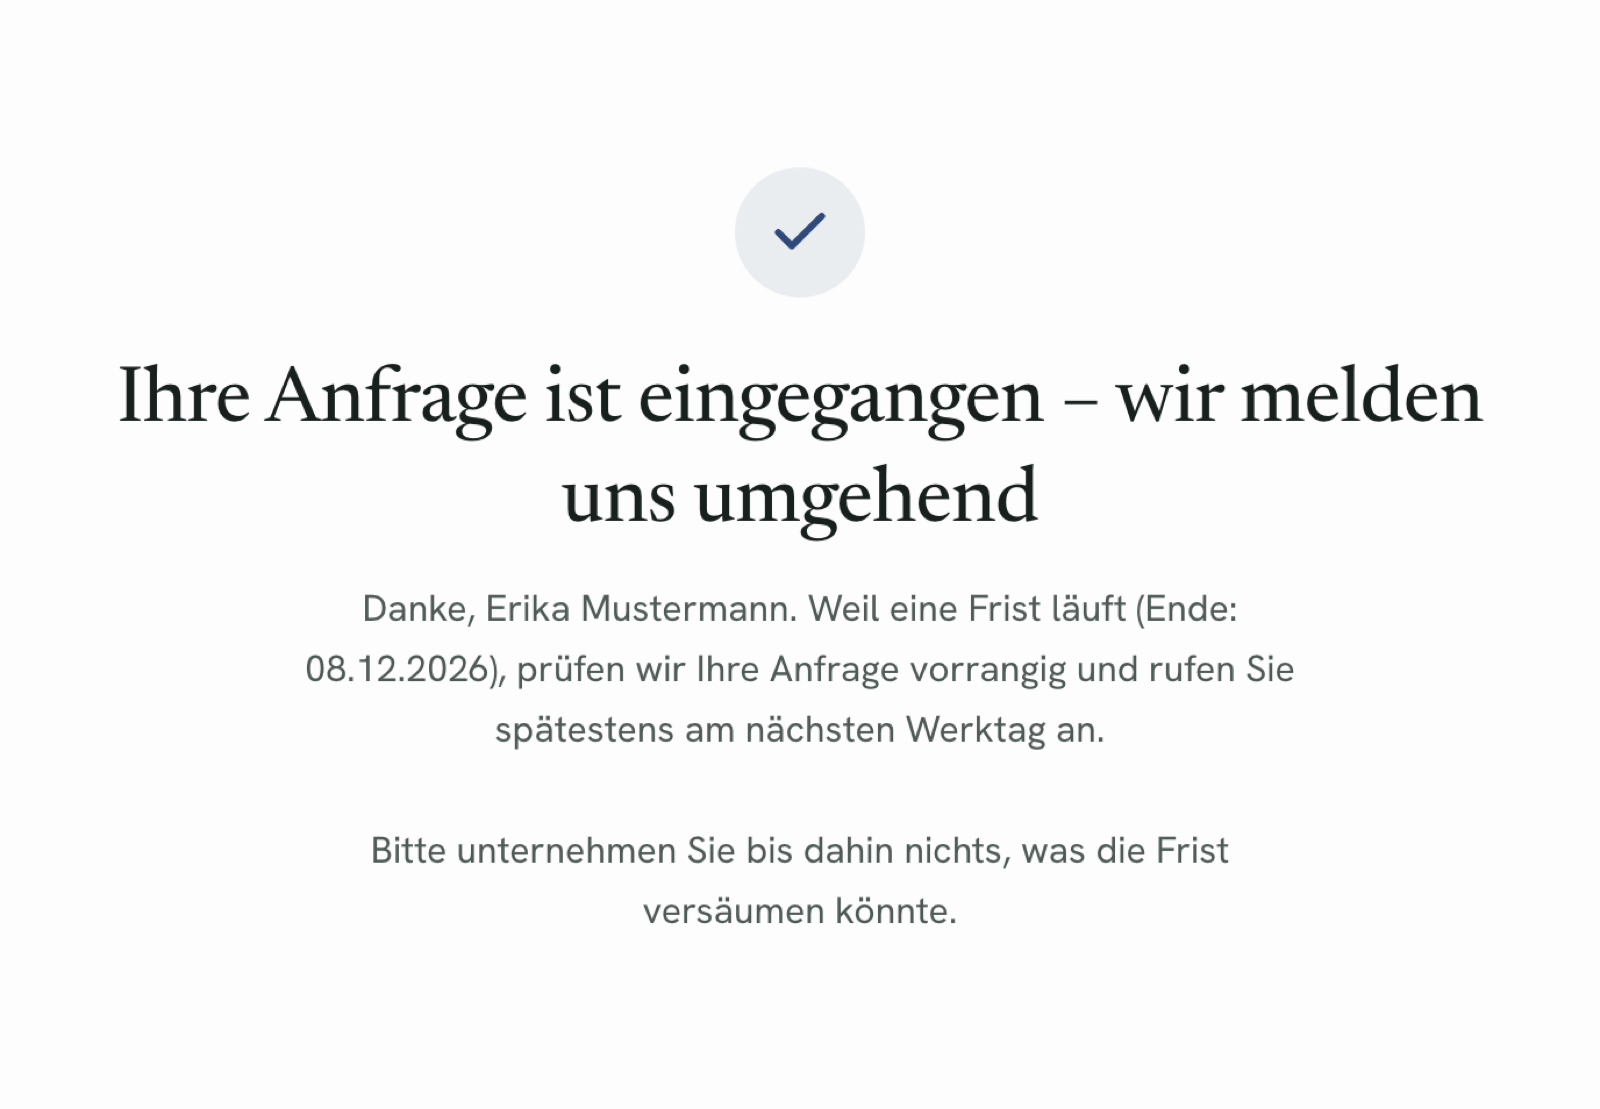 Ihre Anfrage ist eingegangen – wir melden
uns umgehend
Danke, Erika Mustermann. Weil eine Frist läuft (Ende:
08.12.2026), prüfen wir Ihre Anfrage vorrangig und rufen Sie
spätestens am nächsten Werktag an.
Bitte unternehmen Sie bis dahin nichts, was die Frist
versäumen könnte.